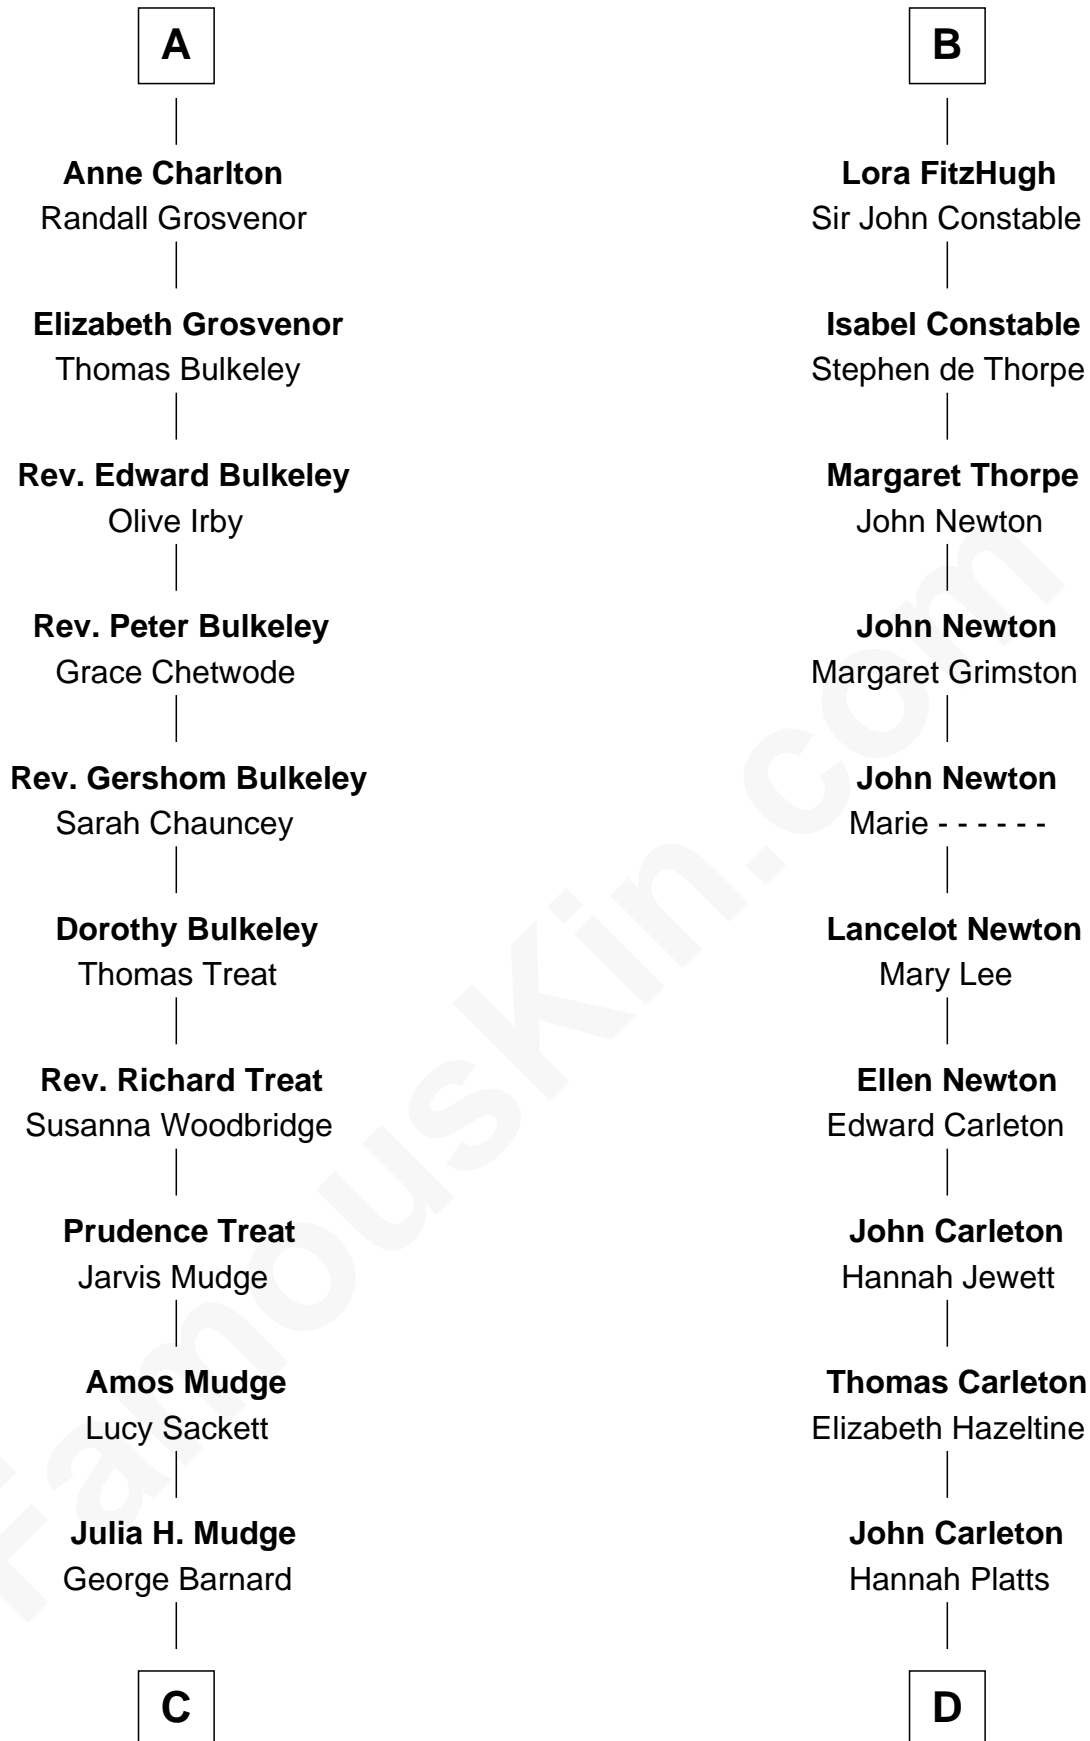 A
Anne Charlton
Randall Grosvenor
Elizabeth Grosvenor
Thomas Bulkeley
Rev. Edward Bulkeley
Olive Irby
Rev. Peter Bulkeley
Grace Chetwode
Rev. Gershom Bulkeley
Sarah Chauncey
Dorothy Bulkeley
Thomas Treat
Rev. Richard Treat
Susanna Woodbridge
Prudence Treat
Jarvis Mudge
Amos Mudge
Lucy Sackett
Julia H. Mudge
George Barnard
C
B
Lora FitzHugh
Sir John Constable
Isabel Constable
Stephen de Thorpe
Margaret Thorpe
John Newton
John Newton
Margaret Grimston
John Newton
Marie - - - - - -
Lancelot Newton
Mary Lee
Ellen Newton
Edward Carleton
John Carleton
Hannah Jewett
Thomas Carleton
Elizabeth Hazeltine
John Carleton
Hannah Platts
D
FamousKin.com